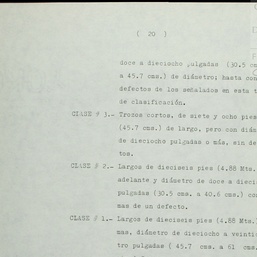 ( 20 )
doce a dieciocho pulgadas (30.5 cm
a 45.7 cms.) de diámetro; hasta con
defectos de los señalados en esta t
de clasificación.
CLASE # 3.- Trozos cortos, de siete y ocho pies
(45.7 cms.) de largo, pero con diám
de dieciocho pulgadas o más, sin de
tos.
CLASE # 2.- Largos de dieciseis pies (4.88 Mts.
adelante y diámetro de doce a dieci
pulgadas (30.5 cms. a 40.6 cms.) co
mas de un defecto.
CLASE # 1.- Largos de dieciseis pies (4.88 Mts.)
mas, diámetro de dieciocho a veinti
tro pulgadas ( 45.7 cms. a 61 cms.